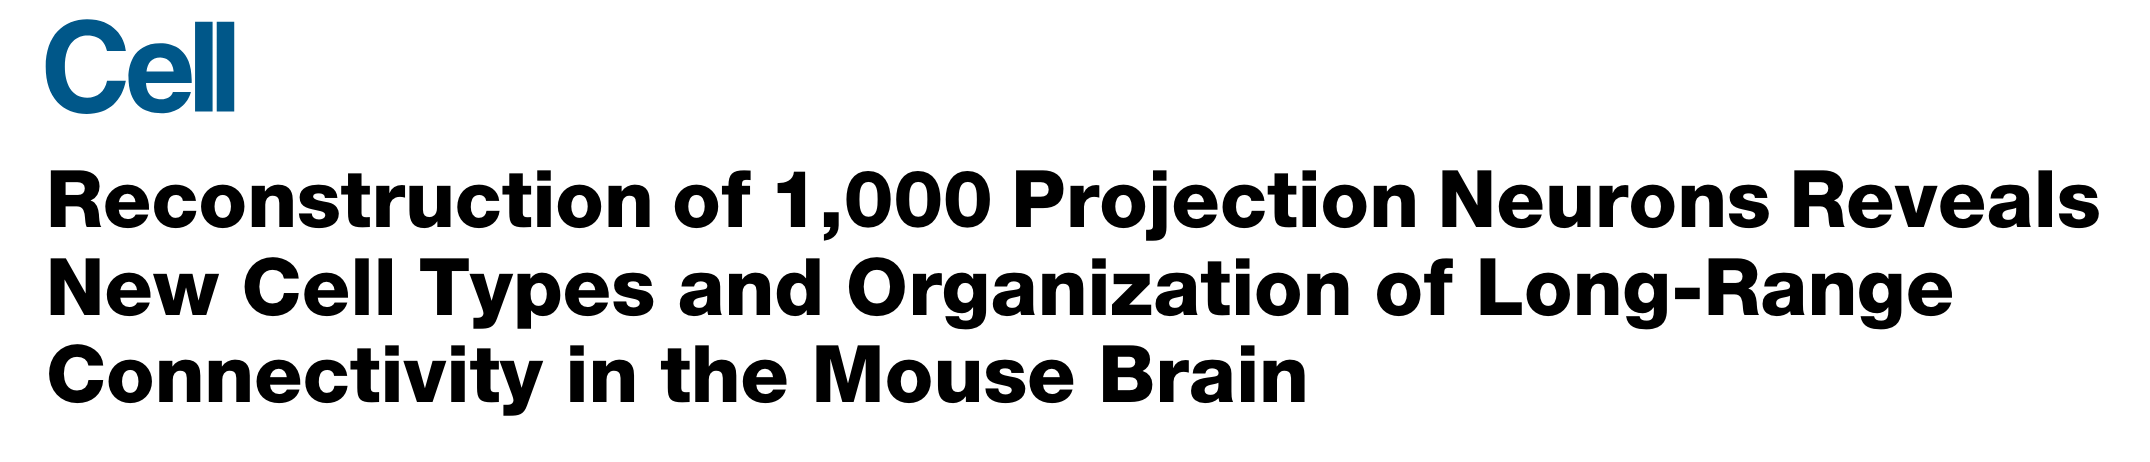 Cell
Reconstruction of 1,000 Projection Neurons Reveals
New Cell Types and Organization of Long-Range
Connectivity in the Mouse Brain